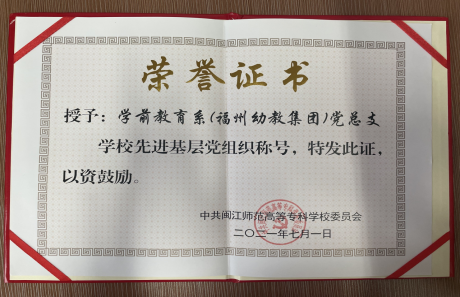 荣誉证书
授予：学前教育系(福州幼教集团)党总支
学校先进基层党组织称号，特发此证，
以资鼓励。
中共闽江师范高等专科学校委员会
二〇二一年七月一日